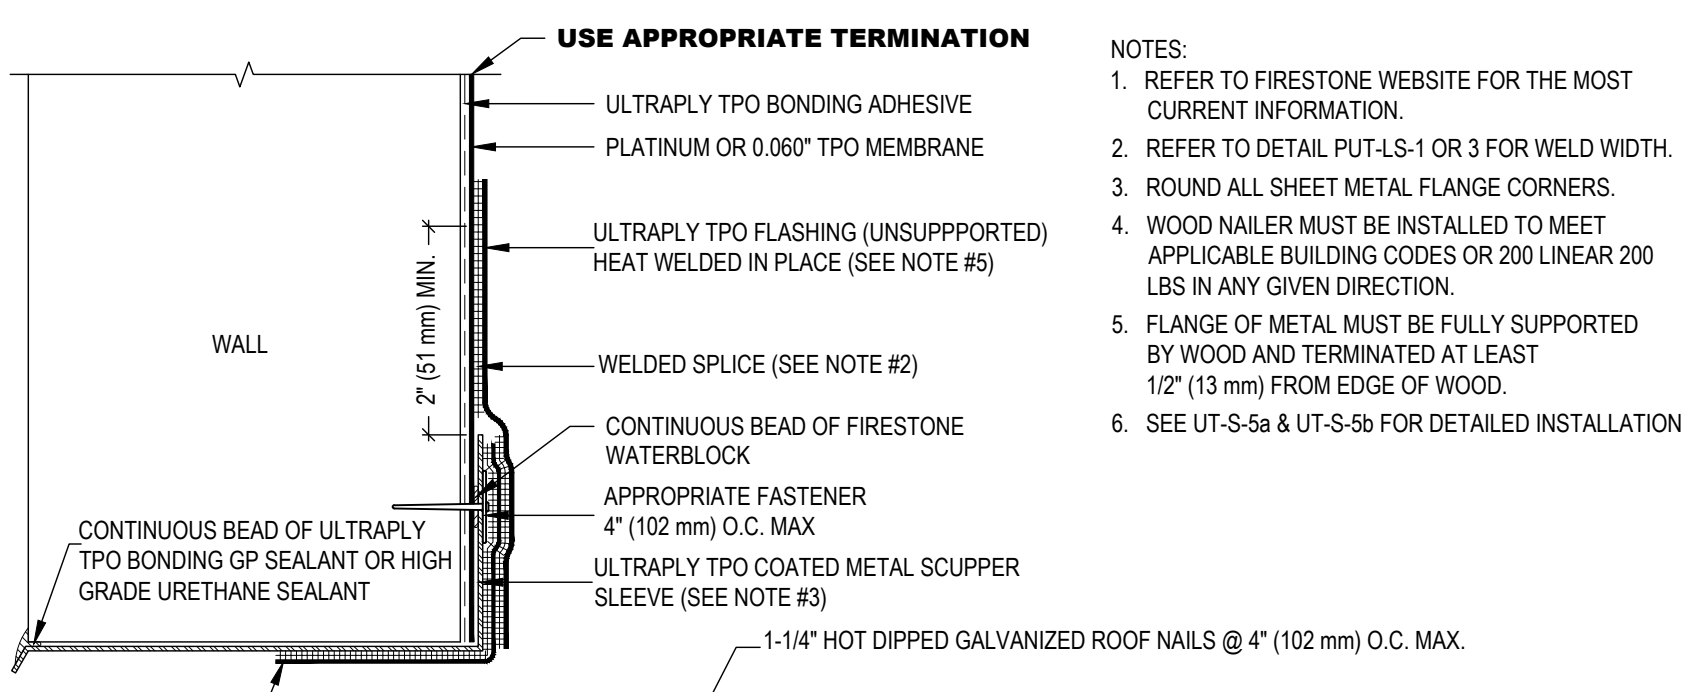 USE APPROPRIATE TERMINATION
ULTRAPLY TPO BONDING ADHESIVE
PLATINUM OR 0.060" TPO MEMBRANE
ULTRAPLY TPO FLASHING (UNSUPPPORTED)
HEAT WELDED IN PLACE (SEE NOTE #5)
2" (51 mm) MIN.
WALL
WELDED SPLICE (SEE NOTE #2)
CONTINUOUS BEAD OF FIRESTONE
WATERBLOCK
APPROPRIATE FASTENER
4" (102 mm) O.C. MAX
CONTINUOUS BEAD OF ULTRAPLY
TPO BONDING GP SEALANT OR HIGH
GRADE URETHANE SEALANT
ULTRAPLY TPO COATED METAL SCUPPER
SLEEVE (SEE NOTE #3)
1-1/4" HOT DIPPED GALVANIZED ROOF NAILS @ 4" (102 mm) O.C. MAX.
NOTES:
1. REFER TO FIRESTONE WEBSITE FOR THE MOST
CURRENT INFORMATION.
2. REFER TO DETAIL PUT-LS-1 OR 3 FOR WELD WIDTH.
3. ROUND ALL SHEET METAL FLANGE CORNERS.
4. WOOD NAILER MUST BE INSTALLED TO MEET
APPLICABLE BUILDING CODES OR 200 LINEAR 200
LBS IN ANY GIVEN DIRECTION.
5. FLANGE OF METAL MUST BE FULLY SUPPORTED
BY WOOD AND TERMINATED AT LEAST
1/2" (13 mm) FROM EDGE OF WOOD.
6. SEE UT-S-5a & UT-S-5b FOR DETAILED INSTALLATION